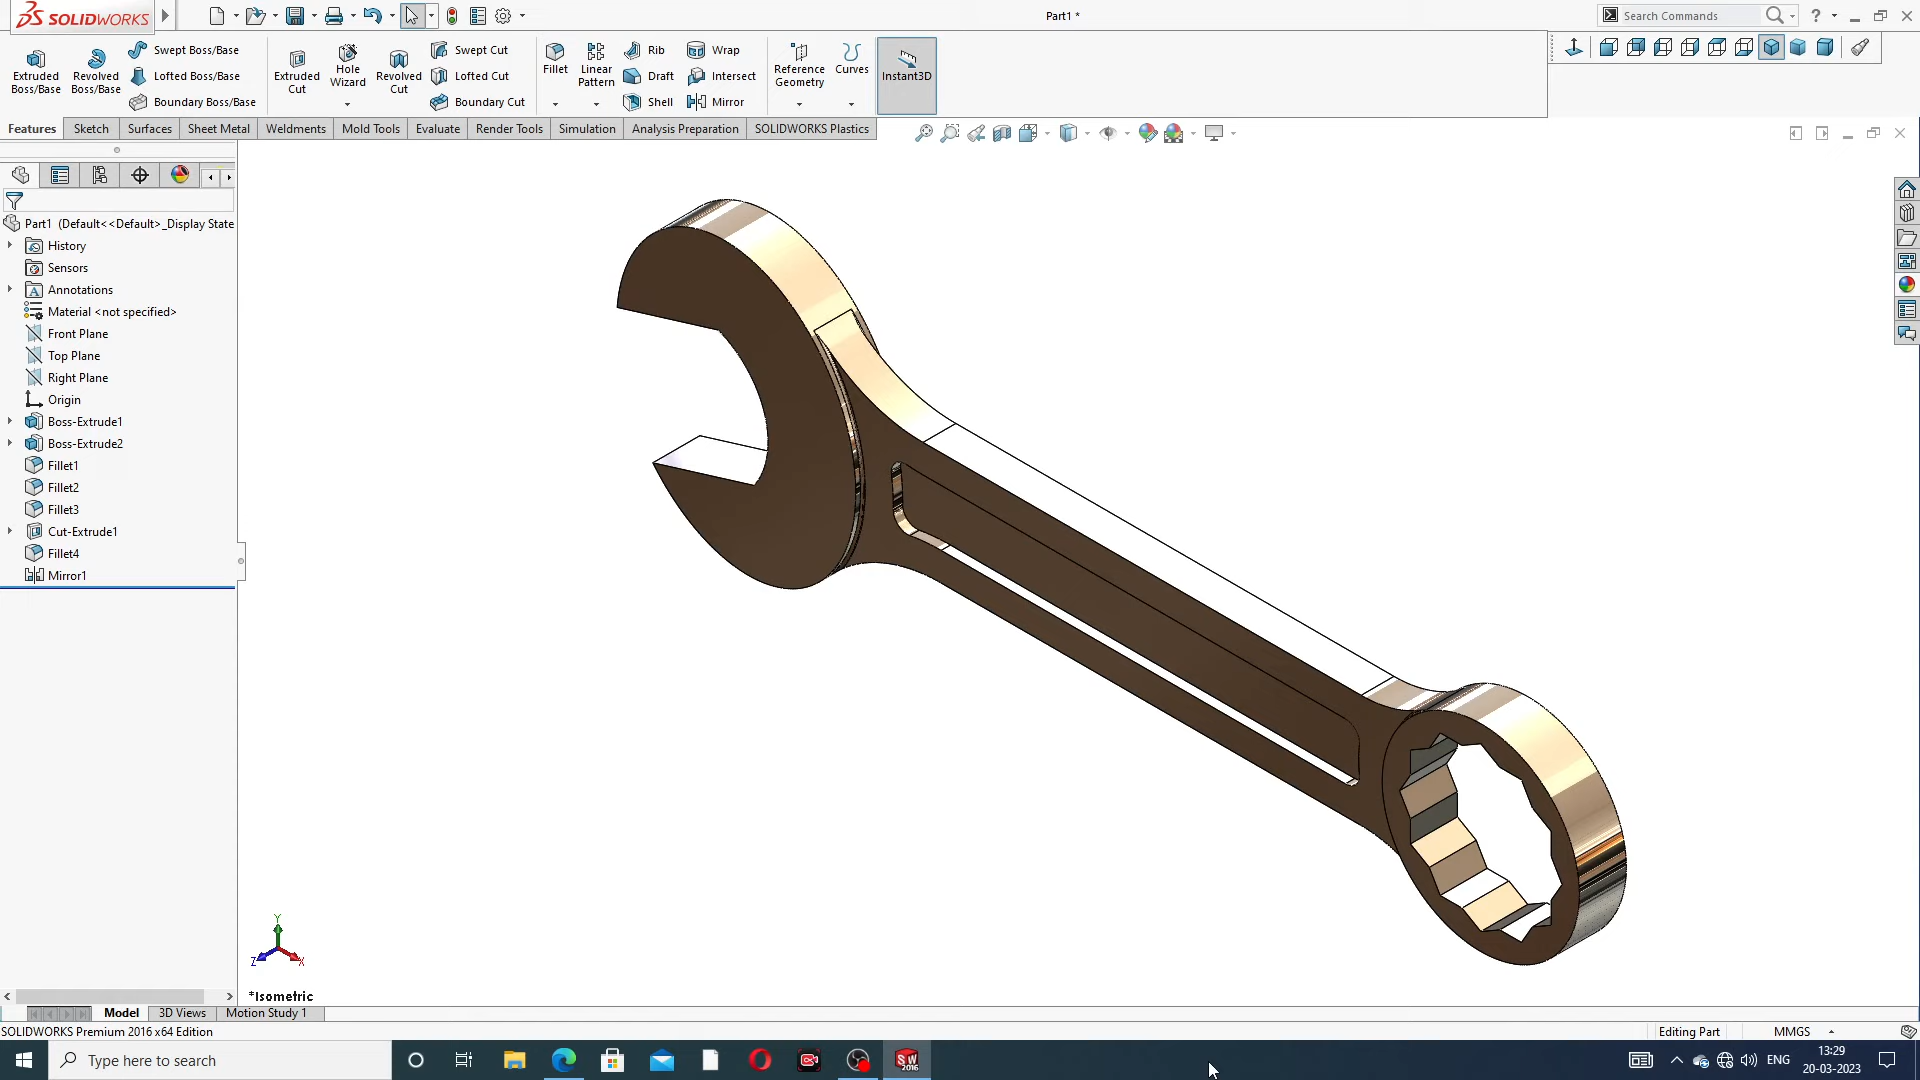 SOLIDWORKS
Part1 *
Search Commands
Extruded Boss/Base
Revolved Boss/Base
Swept Boss/Base
Lofted Boss/Base
Boundary Boss/Base
Extruded Cut
Hole Wizard
Revolved Cut
Swept Cut
Lofted Cut
Boundary Cut
Fillet
Linear Pattern
Rib
Draft
Shell
Wrap
Intersect
Mirror
Reference Geometry
Curves
Instant3D
Features
Sketch
Surfaces
Sheet Metal
Weldments
Mold Tools
Evaluate
Render Tools
Simulation
Analysis Preparation
SOLIDWORKS Plastics
Part1 (Default<<Default>_Display State
History
Sensors
Annotations
Material <not specified>
Front Plane
Top Plane
Right Plane
Origin
Boss-Extrude1
Boss-Extrude2
Fillet1
Fillet2
Fillet3
Cut-Extrude1
Fillet4
Mirror1
Y
Z
X
*Isometric
Model
3D Views
Motion Study 1
SOLIDWORKS Premium 2016 x64 Edition
Editing Part
MMGS
Type here to search
SW
2016
ENG
13:29
20-03-2023